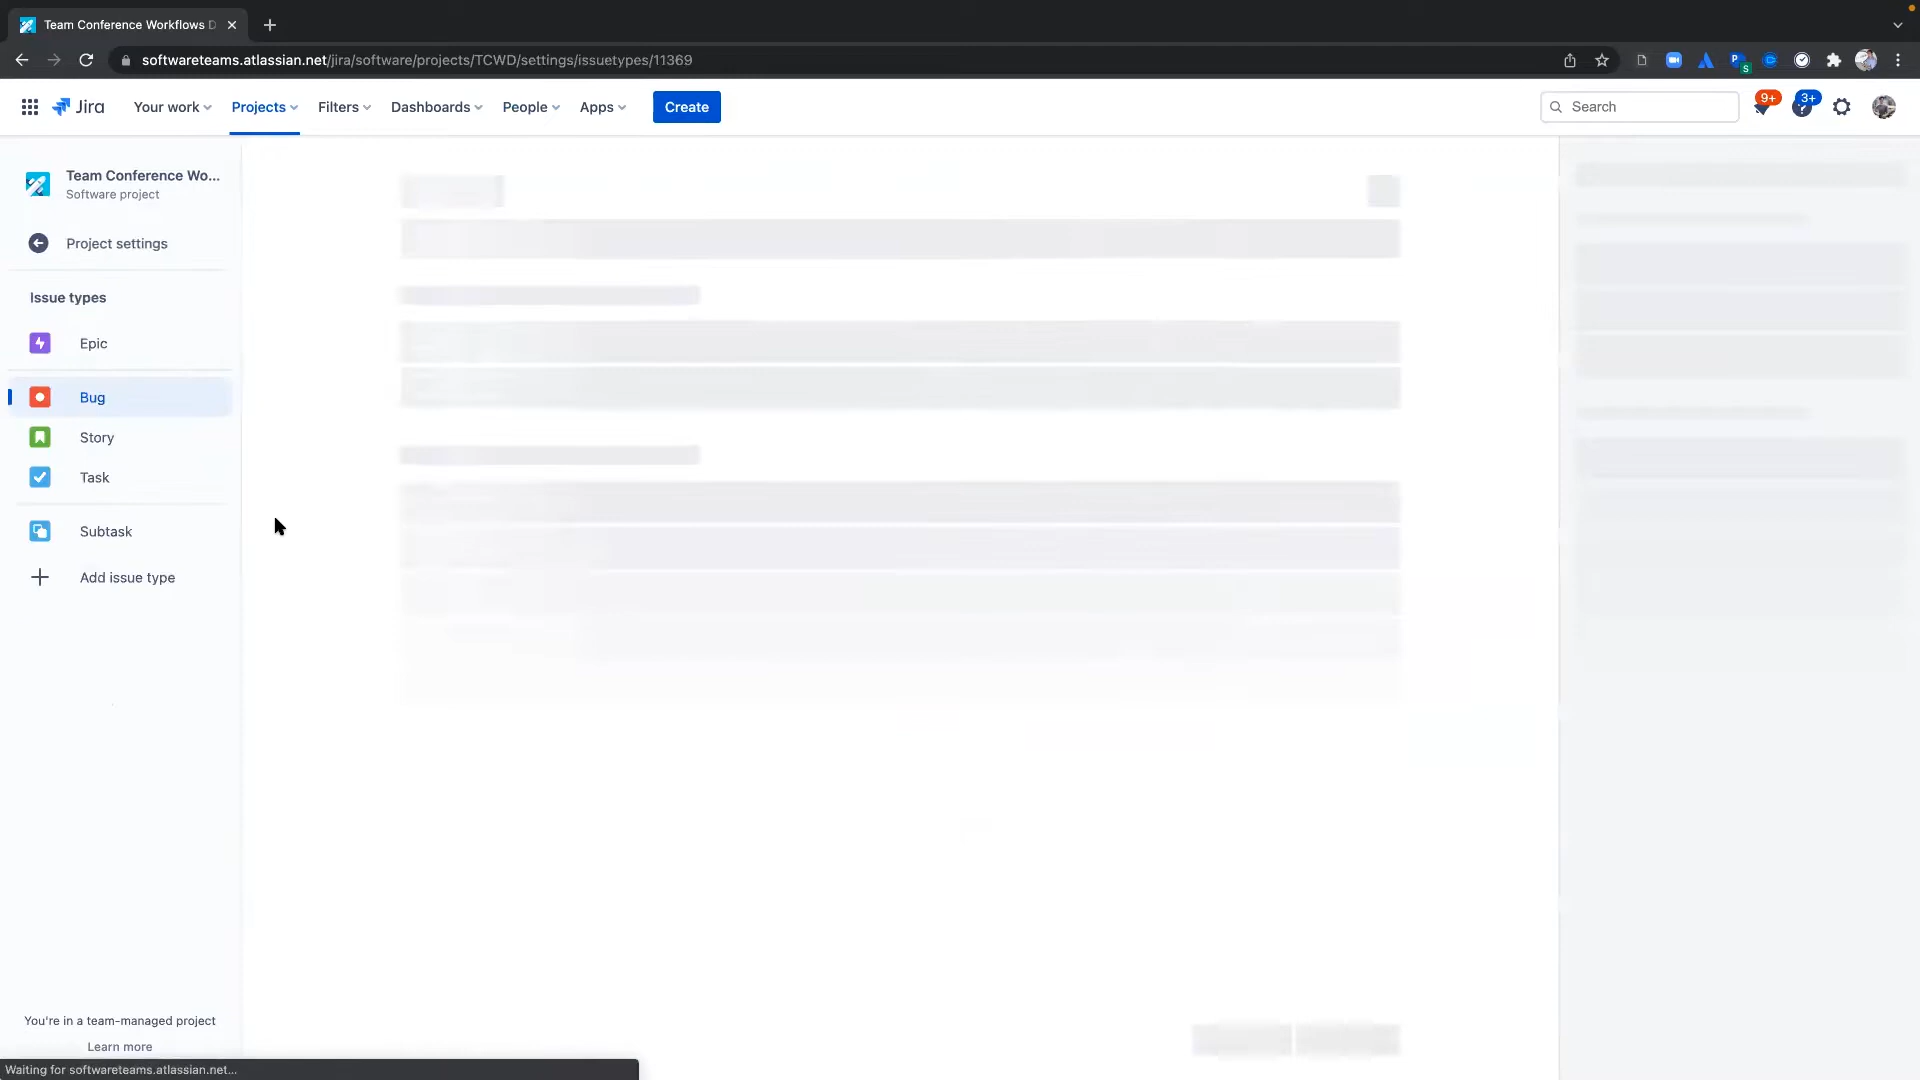 Team Conference Workflows D
softwareteams.atlassian.net/jira/software/projects/TCWD/settings/issuetypes/11369
Jira
Your work
Projects
Filters
Dashboards
People
Apps
Create
Search
9+
3+
Team Conference Wo...
Software project
Project settings
Issue types
Epic
Bug
Story
Task
Subtask
Add issue type
You're in a team-managed project
Learn more
Waiting for softwareteams.atlassian.net...